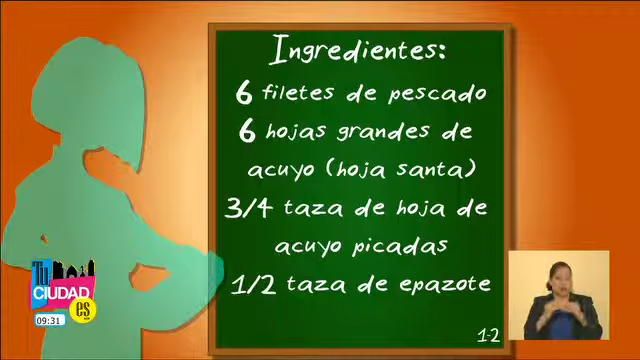 Ingredientes:
6 filetes de pescado
6 hojas grandes de
acuyo (hoja santa)
3/4 taza de hoja de
acuyo picadas
1/2 taza de epazote
1-2
Tu
CIUDAD
es
09:31